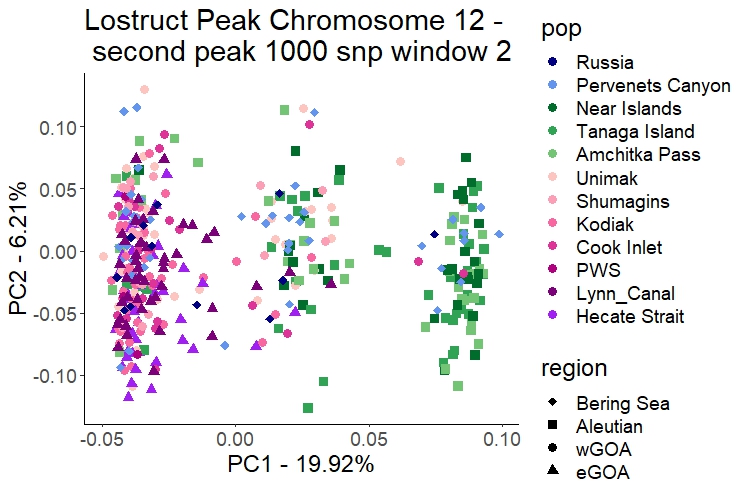 Lostruct Peak Chromosome 12 -
second peak 1000 snp window 2
PC2 - 6.21%
0.10
0.05
0.00
-0.05
-0.10
-0.05
0.00
0.05
0.10
PC1 - 19.92%
pop
Russia
Pervenets Canyon
Near Islands
Tanaga Island
Amchitka Pass
Unimak
Shumagins
Kodiak
Cook Inlet
PWS
Lynn_Canal
Hecate Strait
region
Bering Sea
Aleutian
wGOA
eGOA